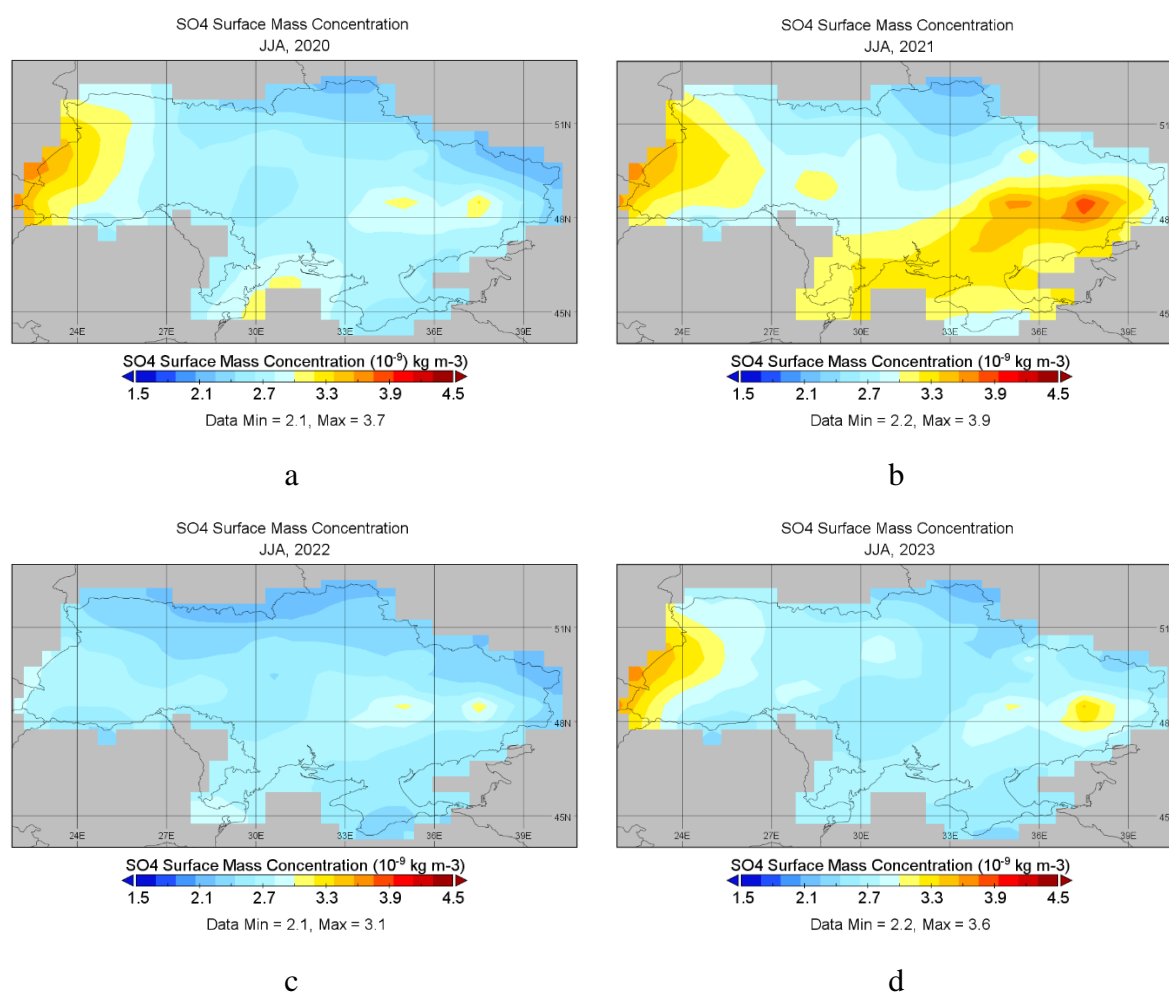 SO4 Surface Mass Concentration
JJA, 2020
51N
48N
45N
24E 27E 30E 33E 36E 39E
SO4 Surface Mass Concentration (10⁻⁹) kg m-3)
1.5 2.1 2.7 3.3 3.9 4.5
Data Min = 2.1, Max = 3.7
a
SO4 Surface Mass Concentration
JJA, 2021
51N
48N
45N
24E 27E 30E 33E 36E 39E
SO4 Surface Mass Concentration (10⁻⁹ kg m-3)
1.5 2.1 2.7 3.3 3.9 4.5
Data Min = 2.2, Max = 3.9
b
SO4 Surface Mass Concentration
JJA, 2022
51N
48N
45N
24E 27E 30E 33E 36E 39E
SO4 Surface Mass Concentration (10⁻⁹ kg m-3)
1.5 2.1 2.7 3.3 3.9 4.5
Data Min = 2.1, Max = 3.1
c
SO4 Surface Mass Concentration
JJA, 2023
51N
48N
45N
24E 27E 30E 33E 36E 39E
SO4 Surface Mass Concentration (10⁻⁹ kg m-3)
1.5 2.1 2.7 3.3 3.9 4.5
Data Min = 2.2, Max = 3.6
d